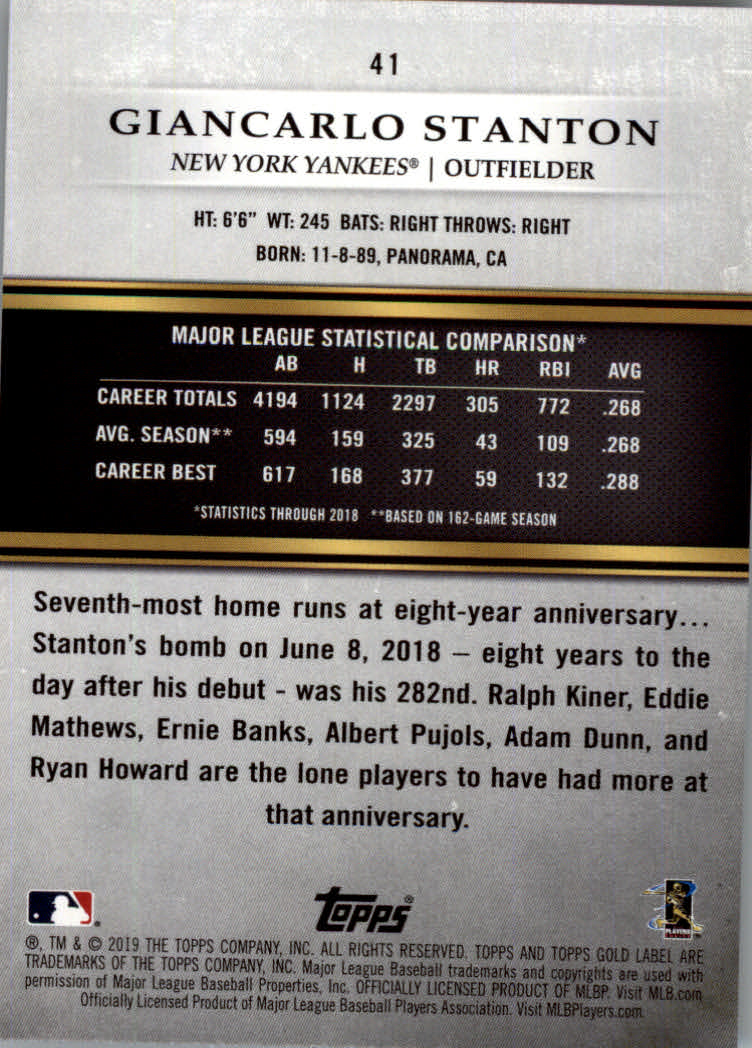 41
GIANCARLO STANTON
NEW YORK YANKEES® | OUTFIELDER
HT: 6'6" WT: 245 BATS: RIGHT THROWS: RIGHT
BORN: 11-8-89, PANORAMA, CA
MAJOR LEAGUE STATISTICAL COMPARISON*
AB H TB HR RBI AVG
CAREER TOTALS 4194 1124 2297 305 772 .268
AVG. SEASON** 594 159 325 43 109 .268
CAREER BEST 617 168 377 59 132 .288
*STATISTICS THROUGH 2018 **BASED ON 162-GAME SEASON
Seventh-most home runs at eight-year anniversary...
Stanton's bomb on June 8, 2018 – eight years to the
day after his debut - was his 282nd. Ralph Kiner, Eddie
Mathews, Ernie Banks, Albert Pujols, Adam Dunn, and
Ryan Howard are the lone players to have had more at
that anniversary.
topps®
PLAYERS
®, TM & © 2019 THE TOPPS COMPANY, INC. ALL RIGHTS RESERVED. TOPPS AND TOPPS GOLD LABEL ARE
TRADEMARKS OF THE TOPPS COMPANY, INC. Major League Baseball trademarks and copyrights are used with
permission of Major League Baseball Properties, Inc. OFFICIALLY LICENSED PRODUCT OF MLBP. Visit MLB.com
Officially Licensed Product of Major League Baseball Players Association. Visit MLBPlayers.com